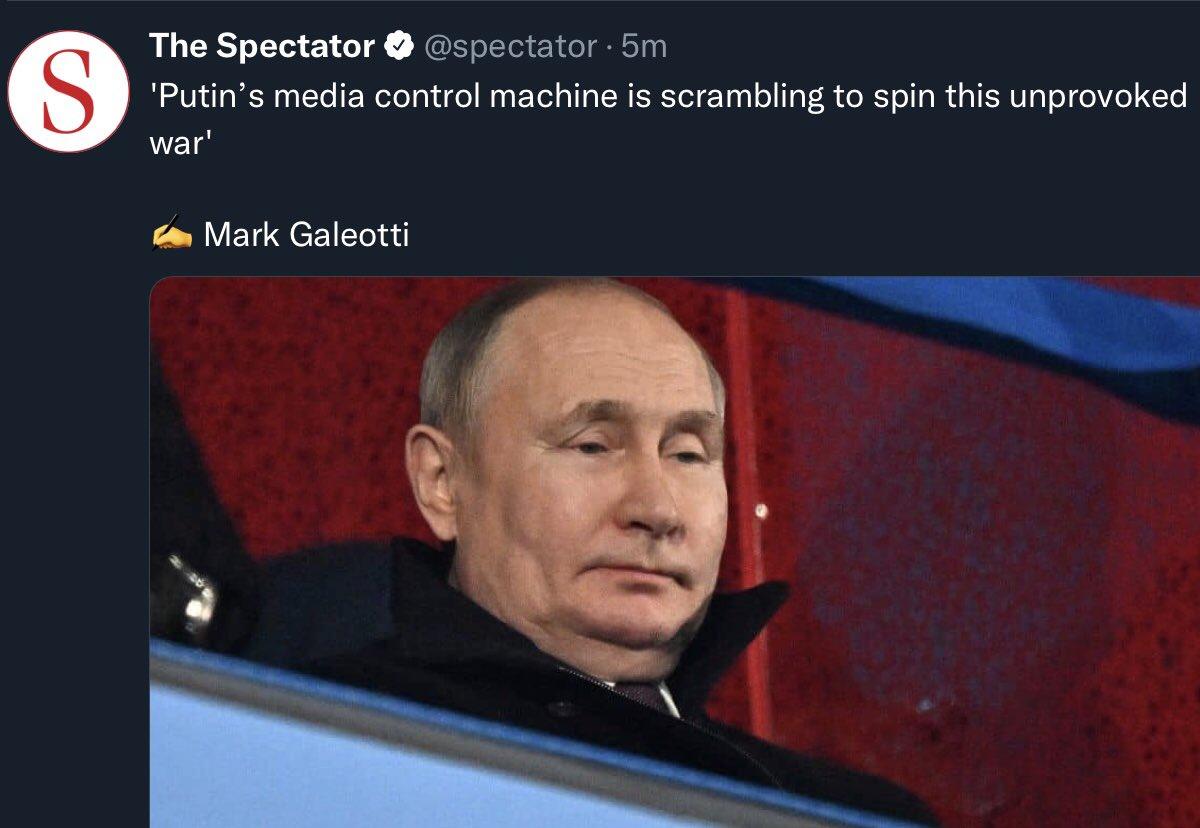 S
The Spectator @spectator · 5m
'Putin’s media control machine is scrambling to spin this unprovoked
war'
✍️ Mark Galeotti